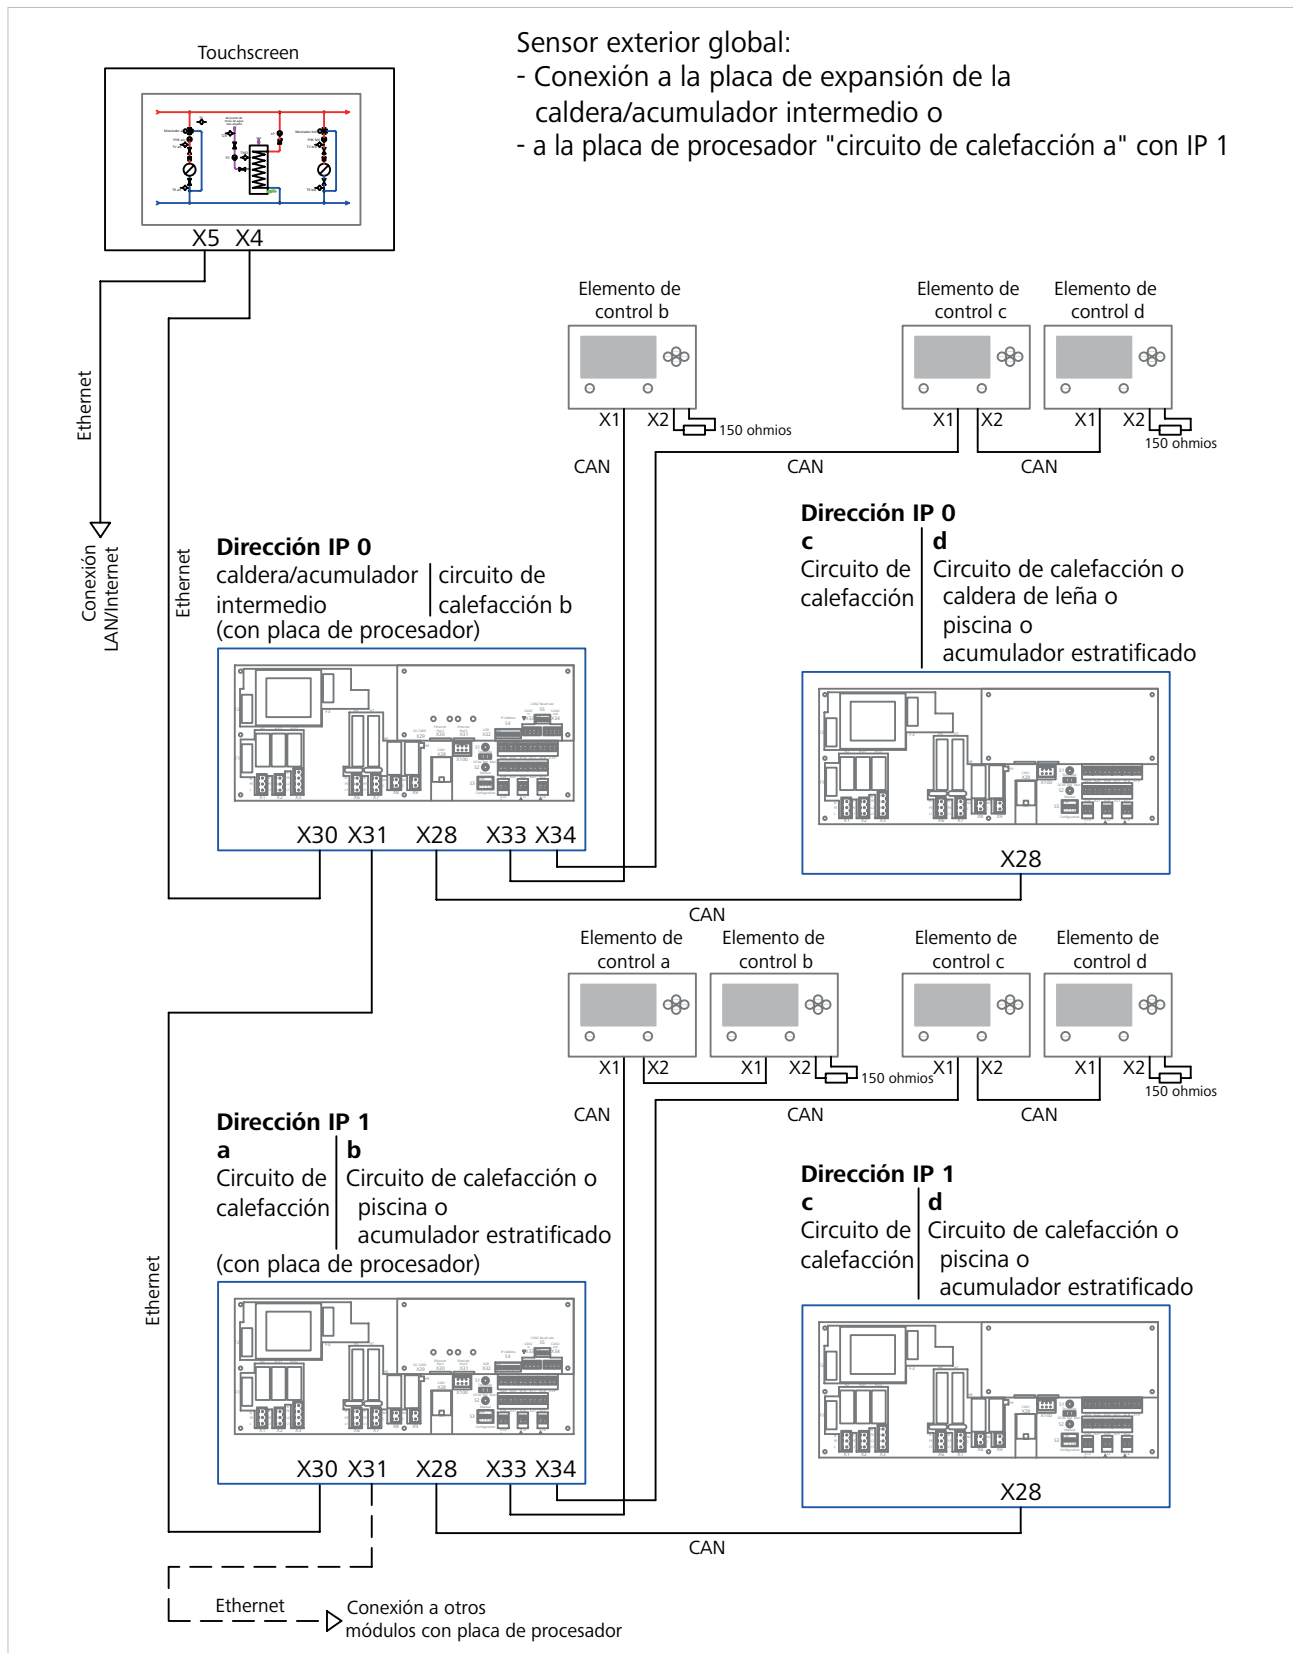 Sensor exterior global:
- Conexión a la placa de expansión de la
caldera/acumulador intermedio o
- a la placa de procesador "circuito de calefacción a" con IP 1
Touchscreen
X5 X4
Ethernet
Conexión
LAN/Internet
Ethernet
Elemento de
control b
X1 X2
150 ohmios
CAN
Elemento de
control c
X1 X2
CAN
Elemento de
control d
X1 X2
150 ohmios
CAN
Dirección IP 0
caldera/acumulador
intermedio
circuito de
calefacción b
(con placa de procesador)
X30 X31 X28 X33 X34
Dirección IP 0
c
Circuito de
calefacción
d
Circuito de calefacción o
caldera de leña o
piscina o
acumulador estratificado
X28
CAN
Elemento de
control a
X1 X2
CAN
Elemento de
control b
X1 X2
150 ohmios
Elemento de
control c
X1 X2
CAN
Elemento de
control d
X1 X2
150 ohmios
CAN
Ethernet
Dirección IP 1
a
Circuito de
calefacción
b
Circuito de calefacción o
piscina o
acumulador estratificado
(con placa de procesador)
X30 X31 X28 X33 X34
Dirección IP 1
c
Circuito de
calefacción
d
Circuito de calefacción o
piscina o
acumulador estratificado
X28
CAN
Ethernet
Conexión a otros
módulos con placa de procesador